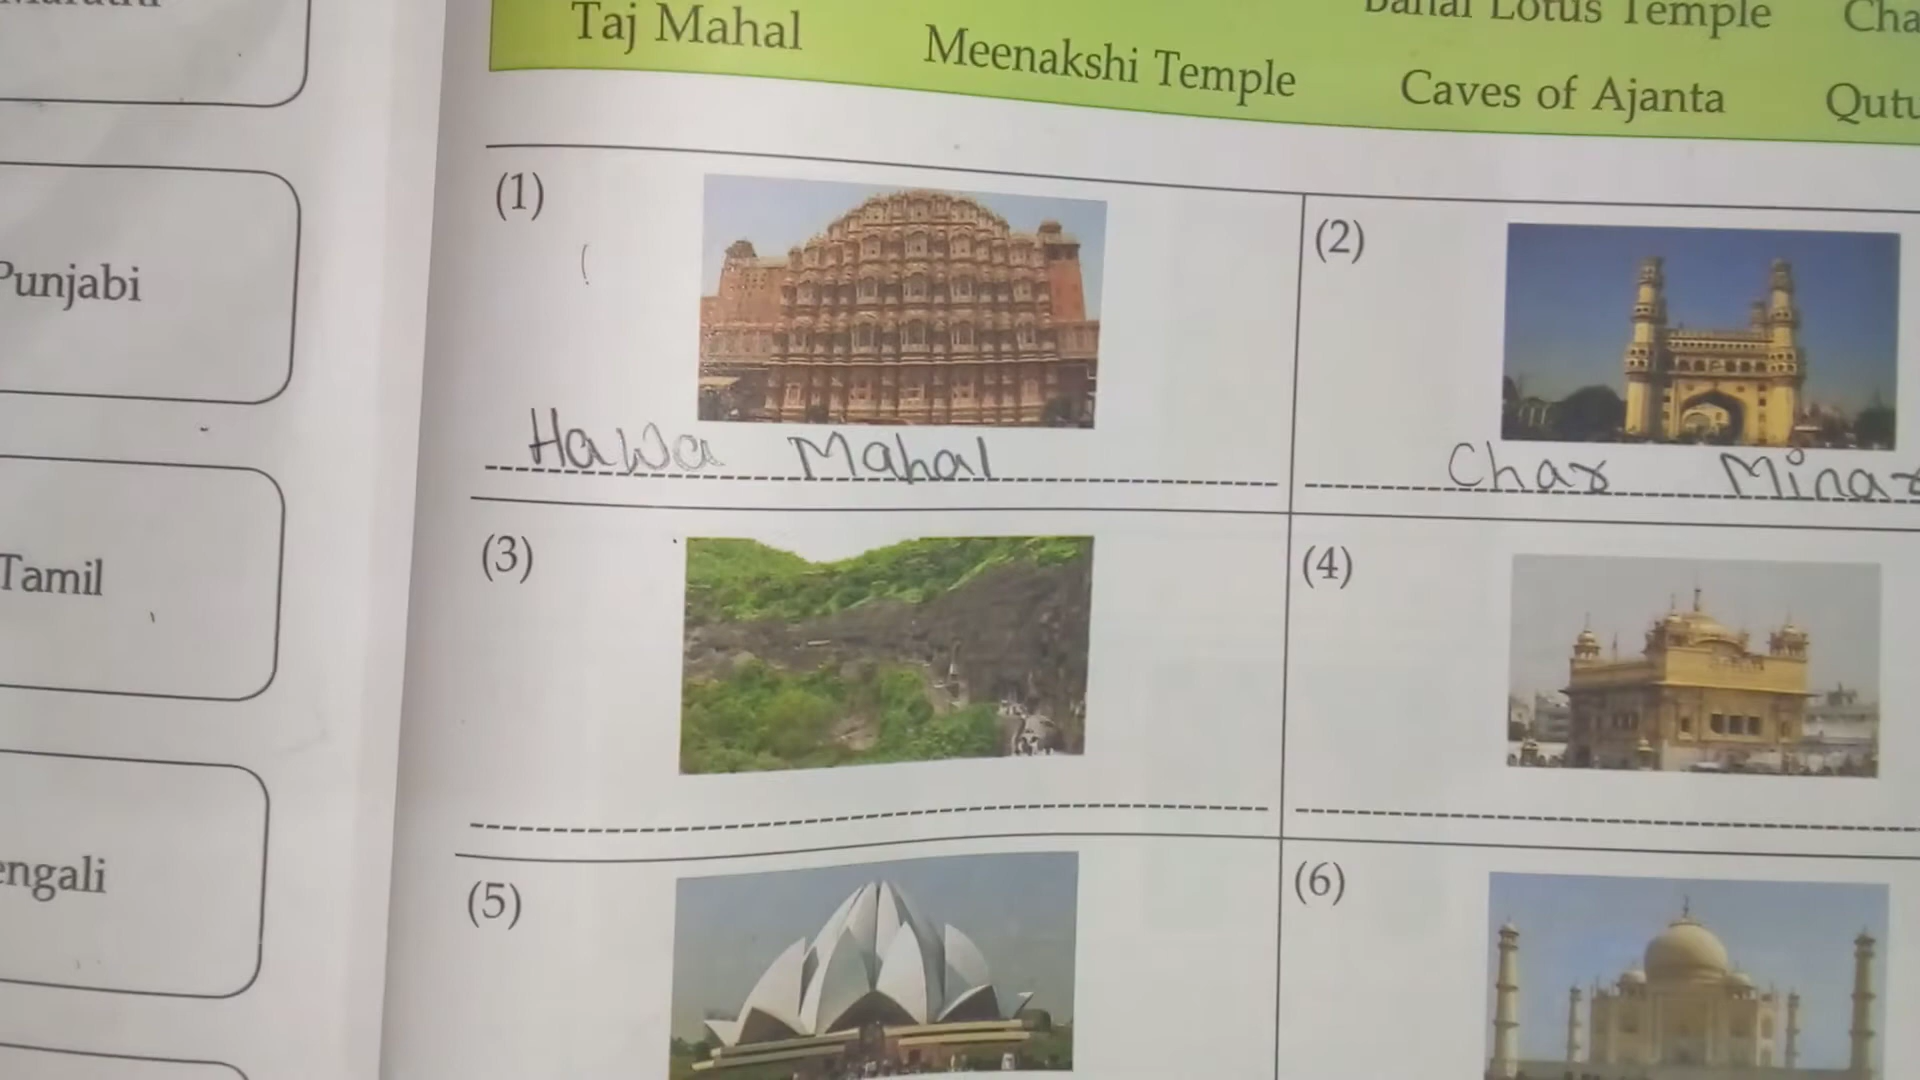 Lotus Temple
Taj Mahal Meenakshi Temple Caves of Ajanta
(1)
(2)
Punjabi
Hawa Mahal
Char Minar
(3)
(4)
Tamil
(5)
(6)
engali